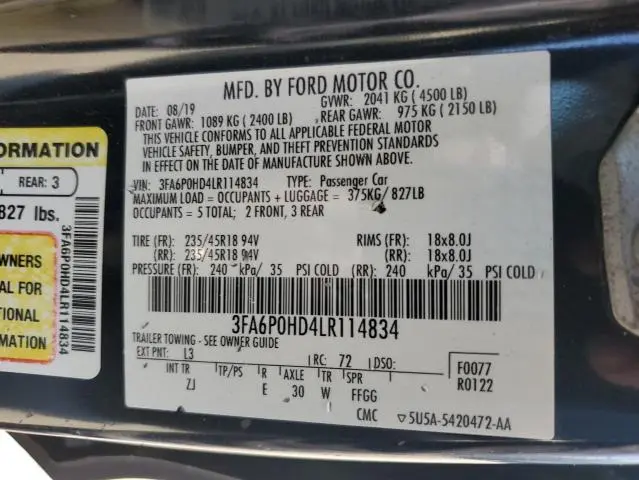 MFD. BY FORD MOTOR CO.
DATE: 08/19
GVWR: 2041 KG ( 4500 LB)
FRONT GAWR: 1089 KG ( 2400 LB)
REAR GAWR: 975 KG ( 2150 LB)
THIS VEHICLE CONFORMS TO ALL APPLICABLE FEDERAL MOTOR
VEHICLE SAFETY, BUMPER, AND THEFT PREVENTION STANDARDS
IN EFFECT ON THE DATE OF MANUFACTURE SHOWN ABOVE.
VIN: 3FA6P0HD4LR114834 TYPE: Passenger Car
MAXIMUM LOAD = OCCUPANTS + LUGGAGE = 375KG/ 827LB
OCCUPANTS = 5 TOTAL; 2 FRONT, 3 REAR
TIRE (FR): 235/45R18 94V RIMS (FR): 18x8.0J
(RR): 235/45R18 94V (RR): 18x8.0J
PRESSURE (FR): 240 kPa/ 35 PSI COLD (RR): 240 kPa/ 35 PSI COLD
3FA6P0HD4LR114834
TRAILER TOWING - SEE OWNER GUIDE
EXT PNT: L3 RC: 72 DSO: F0077
R0122
INT TR TP/PS R AXLE TR SPR
ZJ E 30 W FFGG
CMC ▽5U5A-5420472-AA
ORMATION
REAR: 3
827 lbs.
WNERS
AL FOR
TIONAL
MATION
3FA6P0HD4LR114834